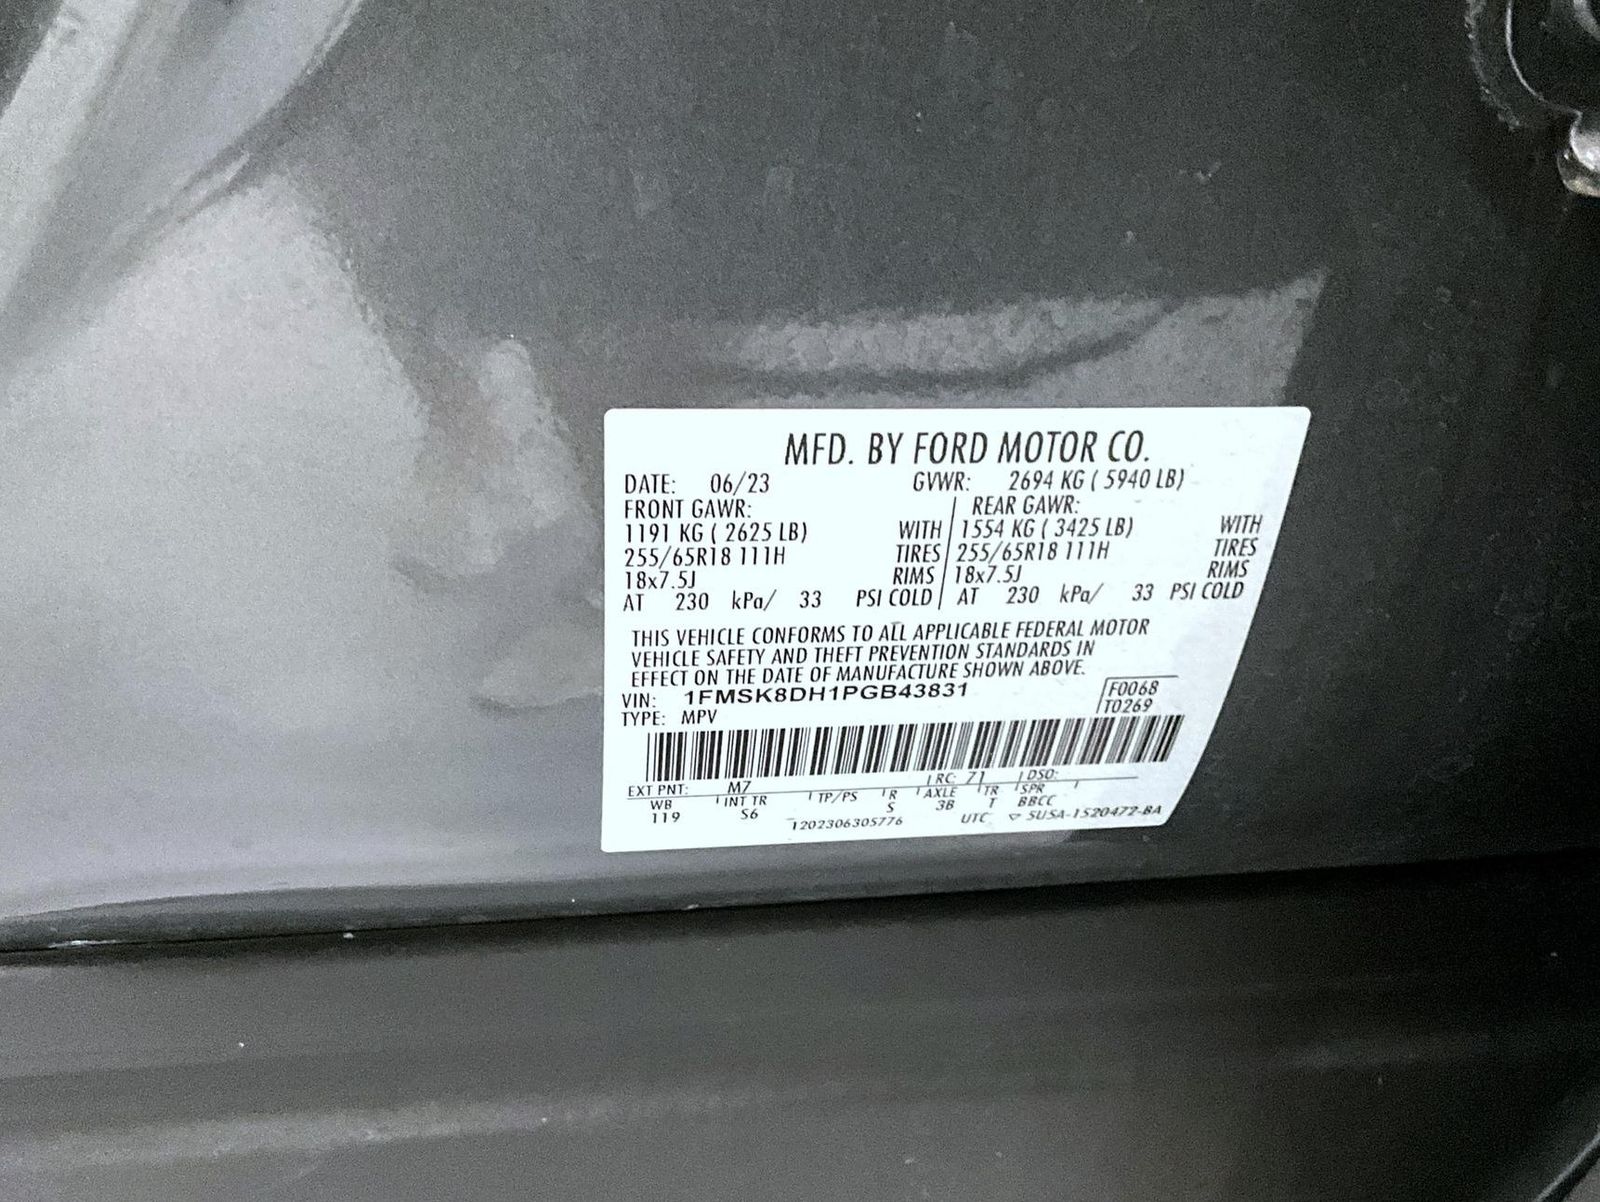 MFD. BY FORD MOTOR CO.
DATE: 06/23 GVWR: 2694 KG ( 5940 LB)
FRONT GAWR: REAR GAWR:
1191 KG ( 2625 LB) WITH 1554 KG ( 3425 LB) WITH
255/65R18 111H TIRES 255/65R18 111H TIRES
18x7.5J RIMS 18x7.5J RIMS
AT 230 kPa/ 33 PSI COLD AT 230 kPa/ 33 PSI COLD
THIS VEHICLE CONFORMS TO ALL APPLICABLE FEDERAL MOTOR
VEHICLE SAFETY AND THEFT PREVENTION STANDARDS IN
EFFECT ON THE DATE OF MANUFACTURE SHOWN ABOVE.
VIN: 1FMSK8DH1PGB43831 F0068
TYPE: MPV T0269
EXT PNT: M7 RC: 71 DSO:
WB INT TR TP/PS R AXLE TR SPR
119 S6 S 3B T BBCC
1202306305776 UTC ▽ 5USA-1520472-BA